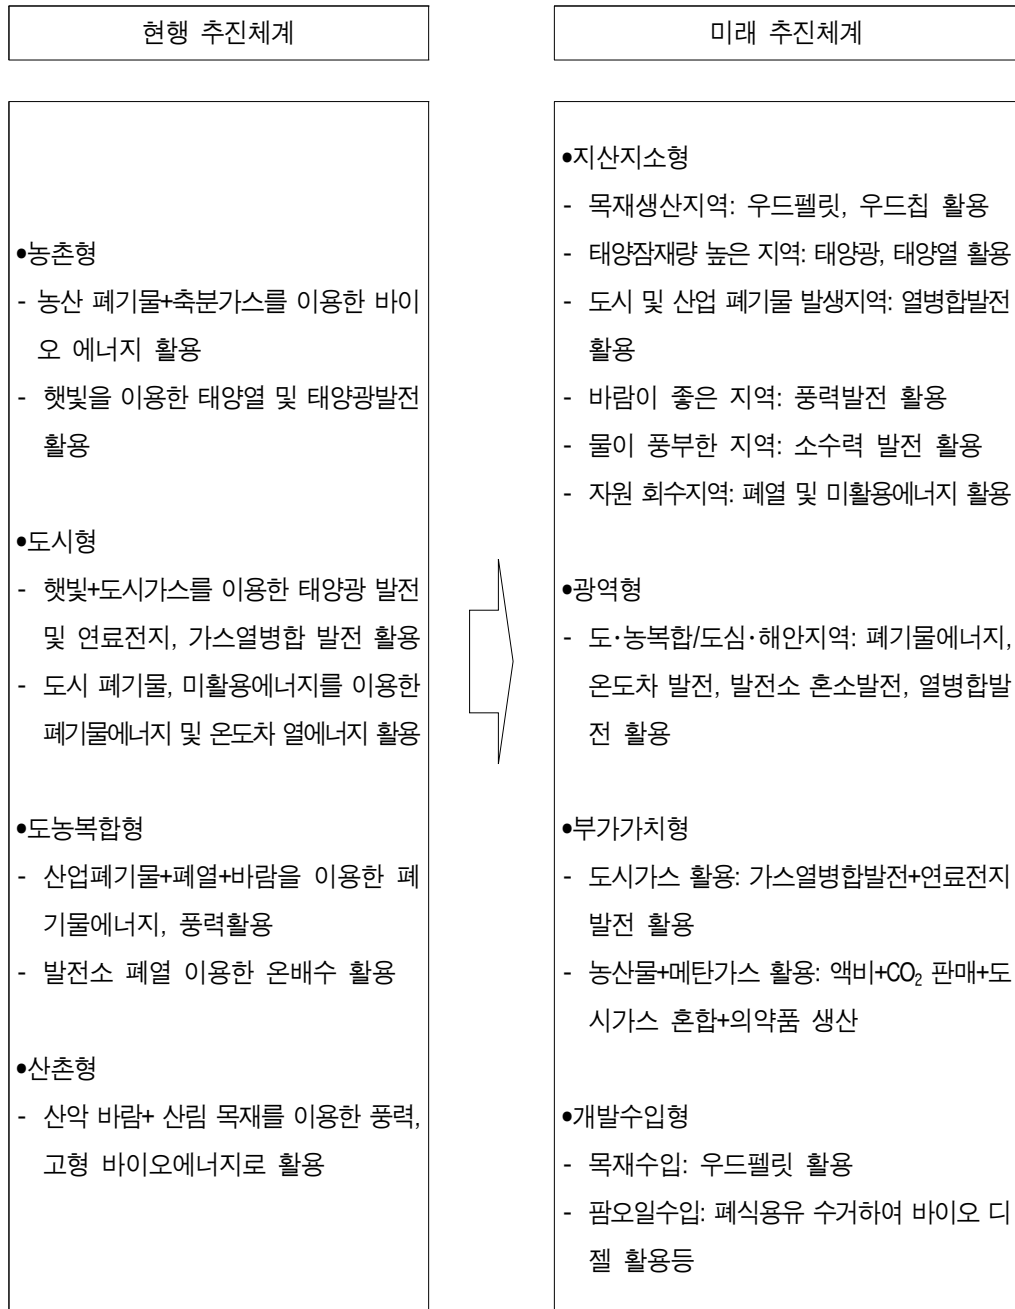 현행 추진체계
•농촌형
- 농산 폐기물+축분가스를 이용한 바이
오 에너지 활용
- 햇빛을 이용한 태양열 및 태양광발전
활용
•도시형
- 햇빛+도시가스를 이용한 태양광 발전
및 연료전지, 가스열병합 발전 활용
- 도시 폐기물, 미활용에너지를 이용한
폐기물에너지 및 온도차 열에너지 활용
•도농복합형
- 산업폐기물+폐열+바람을 이용한 폐
기물에너지, 풍력활용
- 발전소 폐열 이용한 온배수 활용
•산촌형
- 산악 바람+ 산림 목재를 이용한 풍력,
고형 바이오에너지로 활용
미래 추진체계
•지산지소형
- 목재생산지역: 우드펠릿, 우드칩 활용
- 태양잠재량 높은 지역: 태양광, 태양열 활용
- 도시 및 산업 폐기물 발생지역: 열병합발전
활용
- 바람이 좋은 지역: 풍력발전 활용
- 물이 풍부한 지역: 소수력 발전 활용
- 자원 회수지역: 폐열 및 미활용에너지 활용
•광역형
- 도·농복합/도심·해안지역: 폐기물에너지,
온도차 발전, 발전소 혼소발전, 열병합발
전 활용
•부가가치형
- 도시가스 활용: 가스열병합발전+연료전지
발전 활용
- 농산물+메탄가스 활용: 액비+CO₂ 판매+도
시가스 혼합+의약품 생산
•개발수입형
- 목재수입: 우드펠릿 활용
- 팜오일수입: 폐식용유 수거하여 바이오 디
젤 활용등